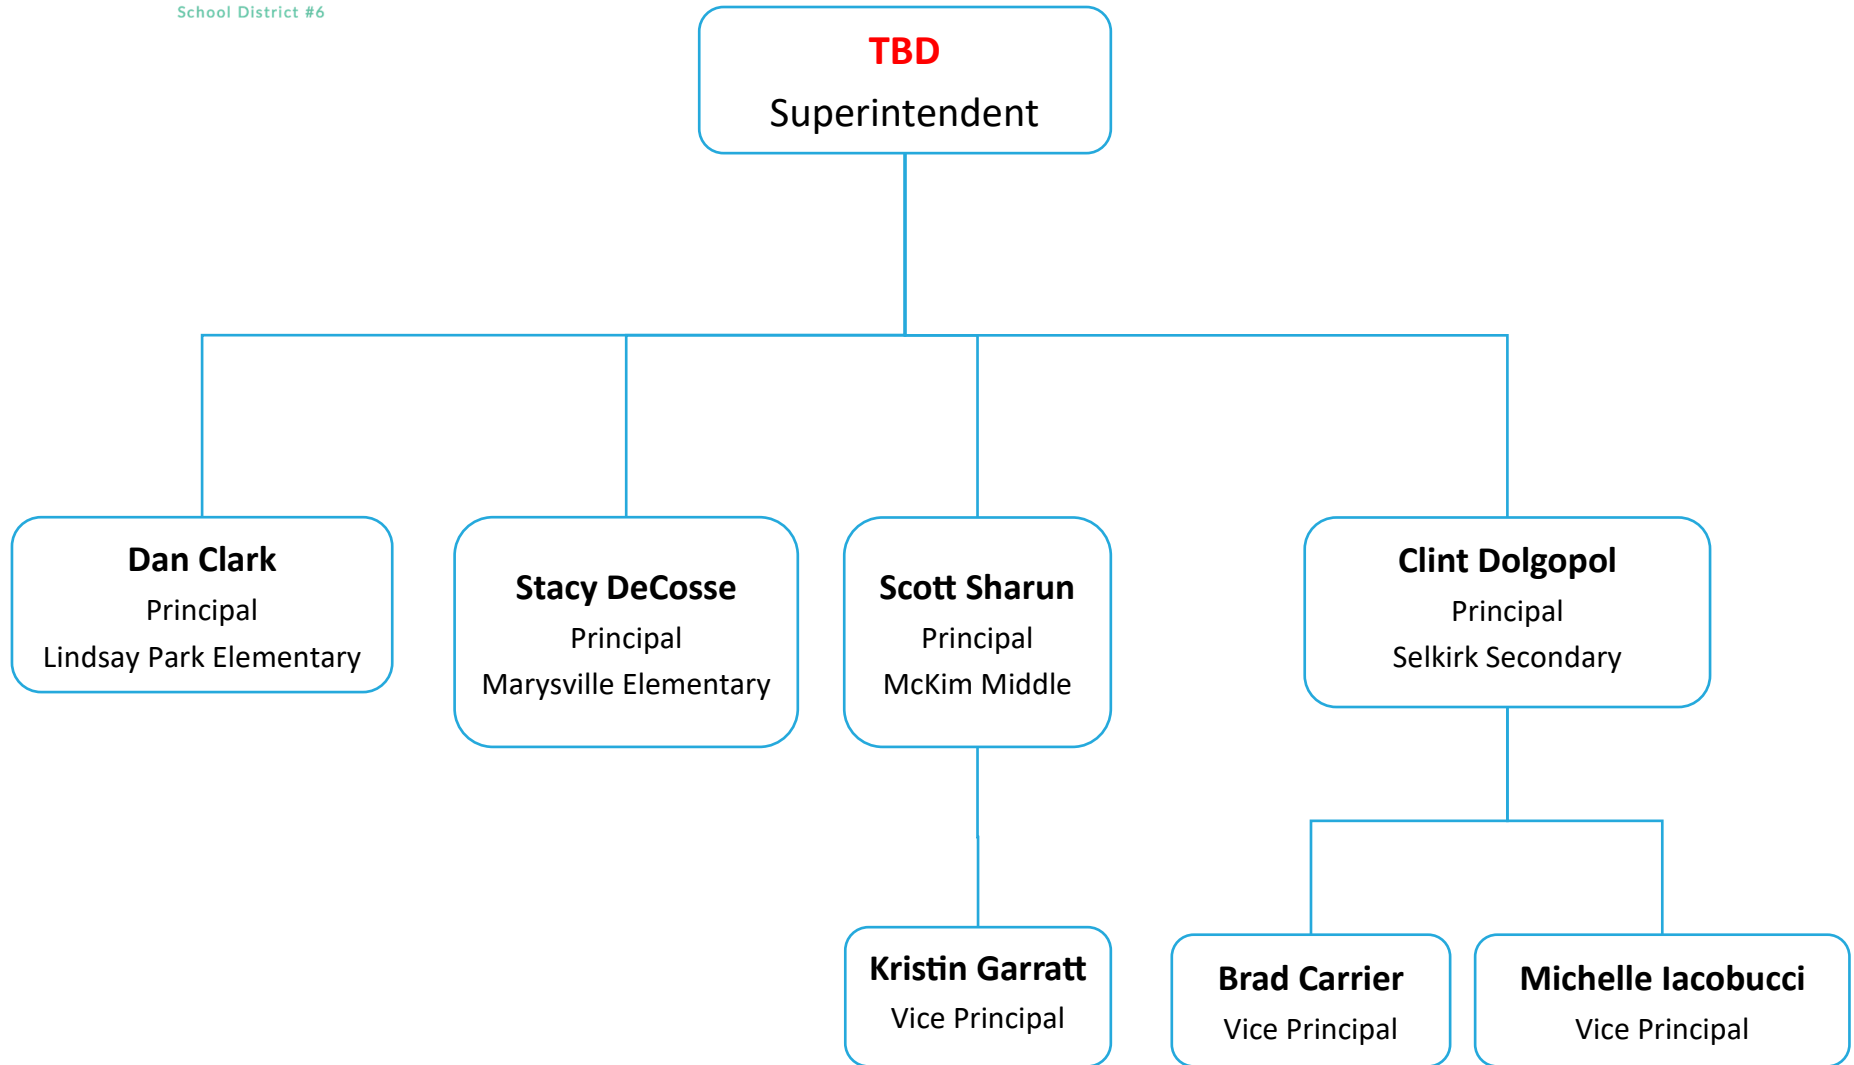 School District #6
TBD
Superintendent
Dan Clark
Principal
Lindsay Park Elementary
Stacy DeCosse
Principal
Marysville Elementary
Scott Sharun
Principal
McKim Middle
Clint Dolgopol
Principal
Selkirk Secondary
Kristin Garratt
Vice Principal
Brad Carrier
Vice Principal
Michelle Iacobucci
Vice Principal